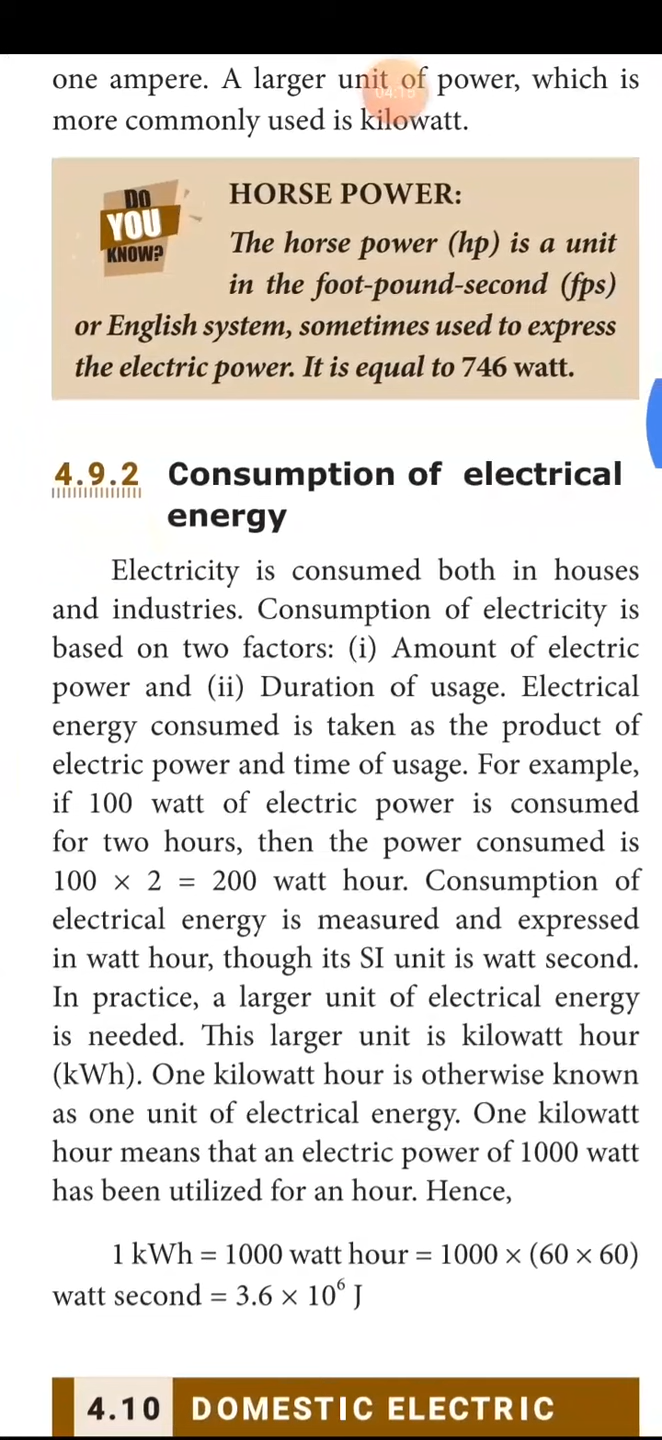 one ampere. A larger unit of power, which is
more commonly used is kilowatt.
04:15
DO
YOU
KNOW?
HORSE POWER:
The horse power (hp) is a unit
in the foot-pound-second (fps)
or English system, sometimes used to express
the electric power. It is equal to 746 watt.
4.9.2 Consumption of electrical
energy
Electricity is consumed both in houses
and industries. Consumption of electricity is
based on two factors: (i) Amount of electric
power and (ii) Duration of usage. Electrical
energy consumed is taken as the product of
electric power and time of usage. For example,
if 100 watt of electric power is consumed
for two hours, then the power consumed is
100 × 2 = 200 watt hour. Consumption of
electrical energy is measured and expressed
in watt hour, though its SI unit is watt second.
In practice, a larger unit of electrical energy
is needed. This larger unit is kilowatt hour
(kWh). One kilowatt hour is otherwise known
as one unit of electrical energy. One kilowatt
hour means that an electric power of 1000 watt
has been utilized for an hour. Hence,
1 kWh = 1000 watt hour = 1000 × (60 × 60)
watt second = 3.6 × 10⁶ J
4.10 DOMESTIC ELECTRIC